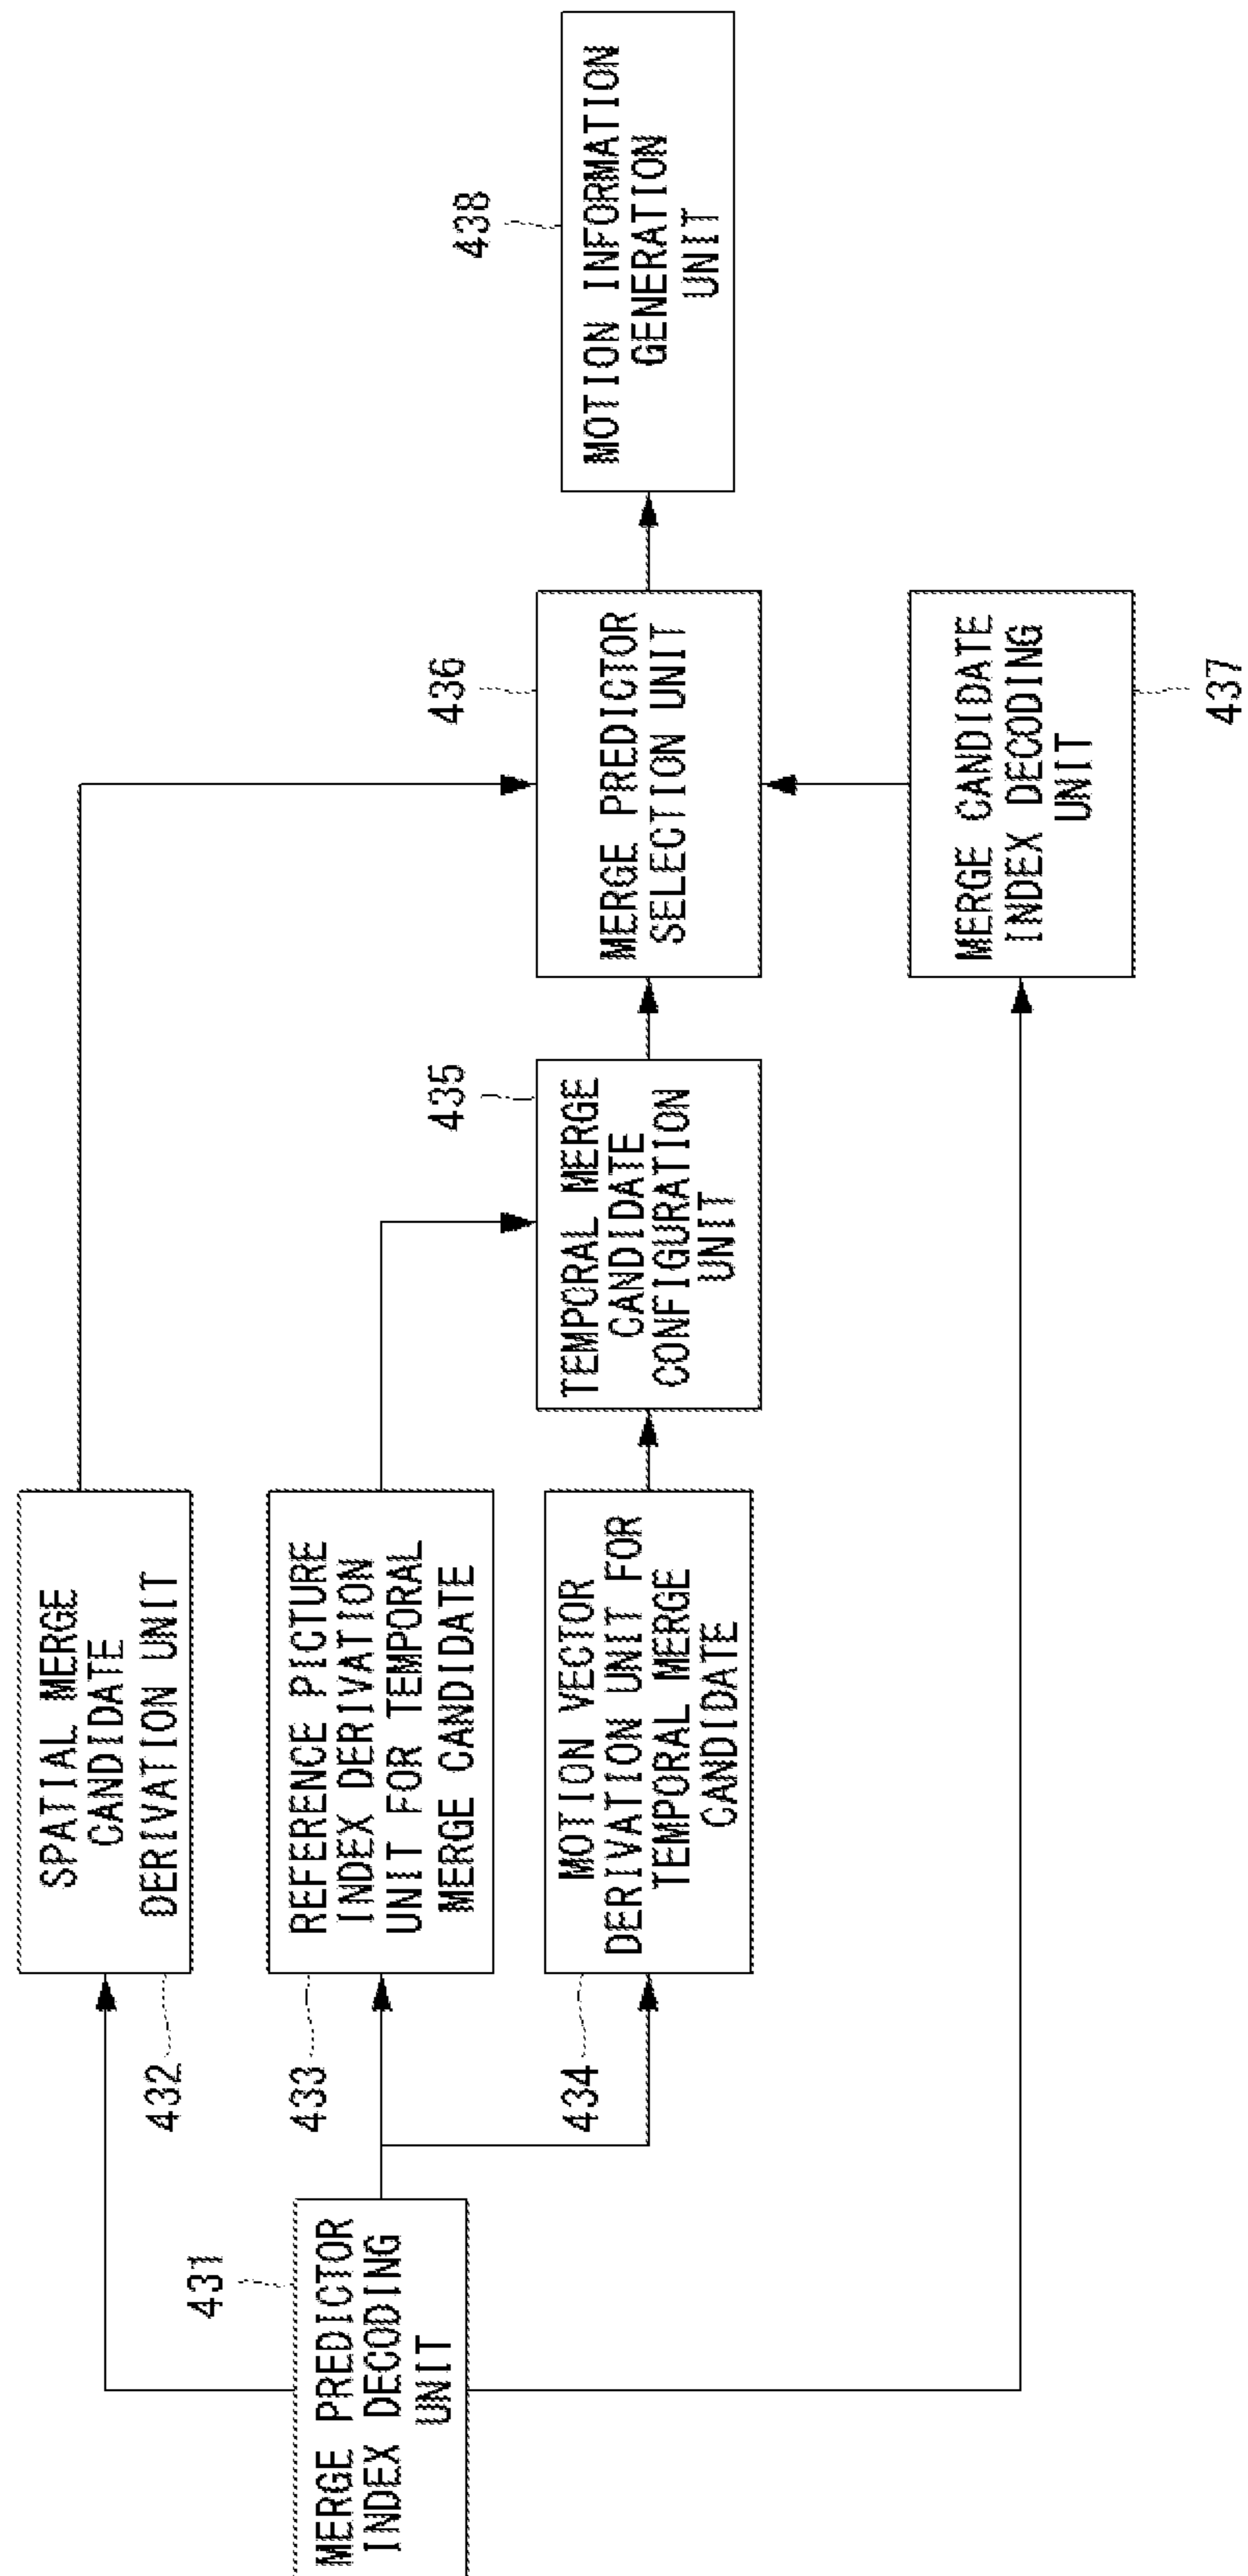 431
MERGE PREDICTOR
INDEX DECODING
UNIT
432
SPATIAL MERGE
CANDIDATE
DERIVATION UNIT
433
REFERENCE PICTURE
INDEX DERIVATION
UNIT FOR TEMPORAL
MERGE CANDIDATE
434
MOTION VECTOR
DERIVATION UNIT FOR
TEMPORAL MERGE
CANDIDATE
435
TEMPORAL MERGE
CANDIDATE
CONFIGURATION
UNIT
436
MERGE PREDICTOR
SELECTION UNIT
MERGE CANDIDATE
INDEX DECODING
UNIT
437
438
MOTION INFORMATION
GENERATION
UNIT